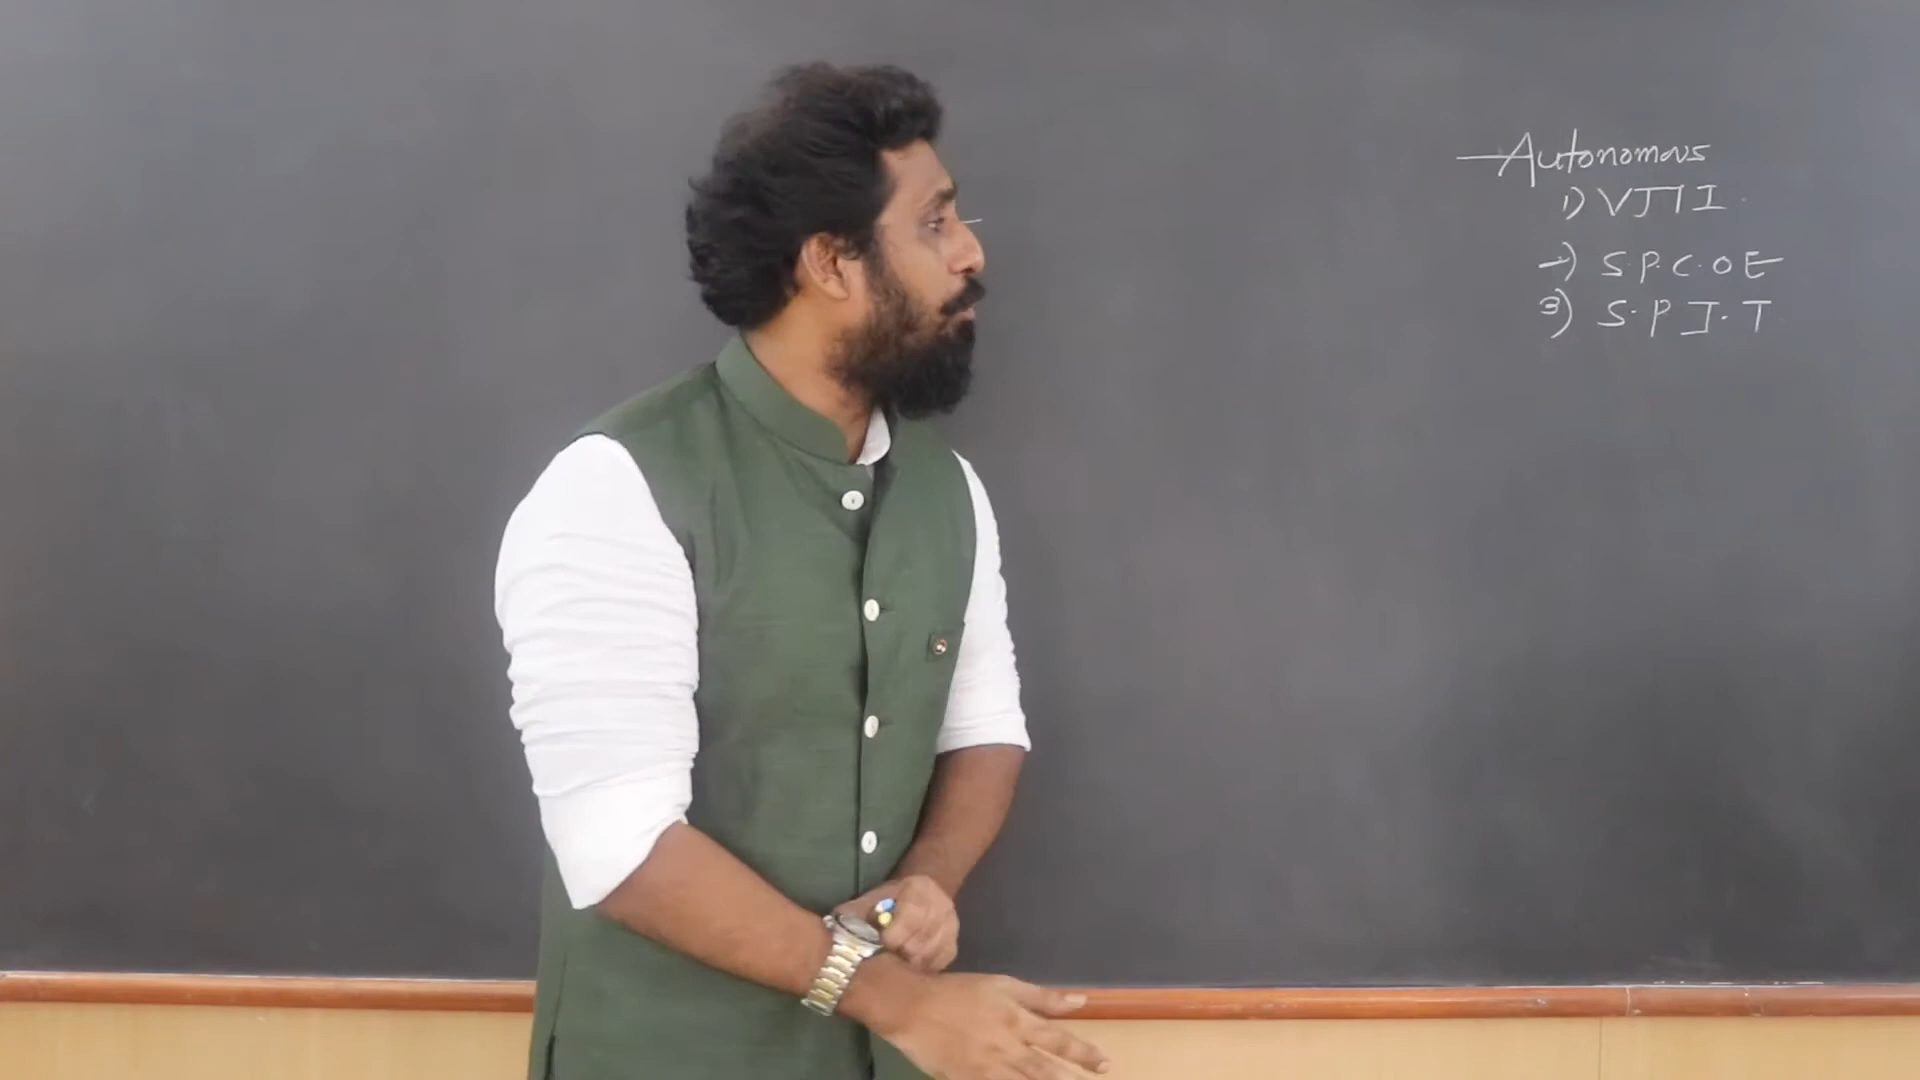 — Autonomous
1) VJTI.
2) S.P.C.O E
3) S.P J.T